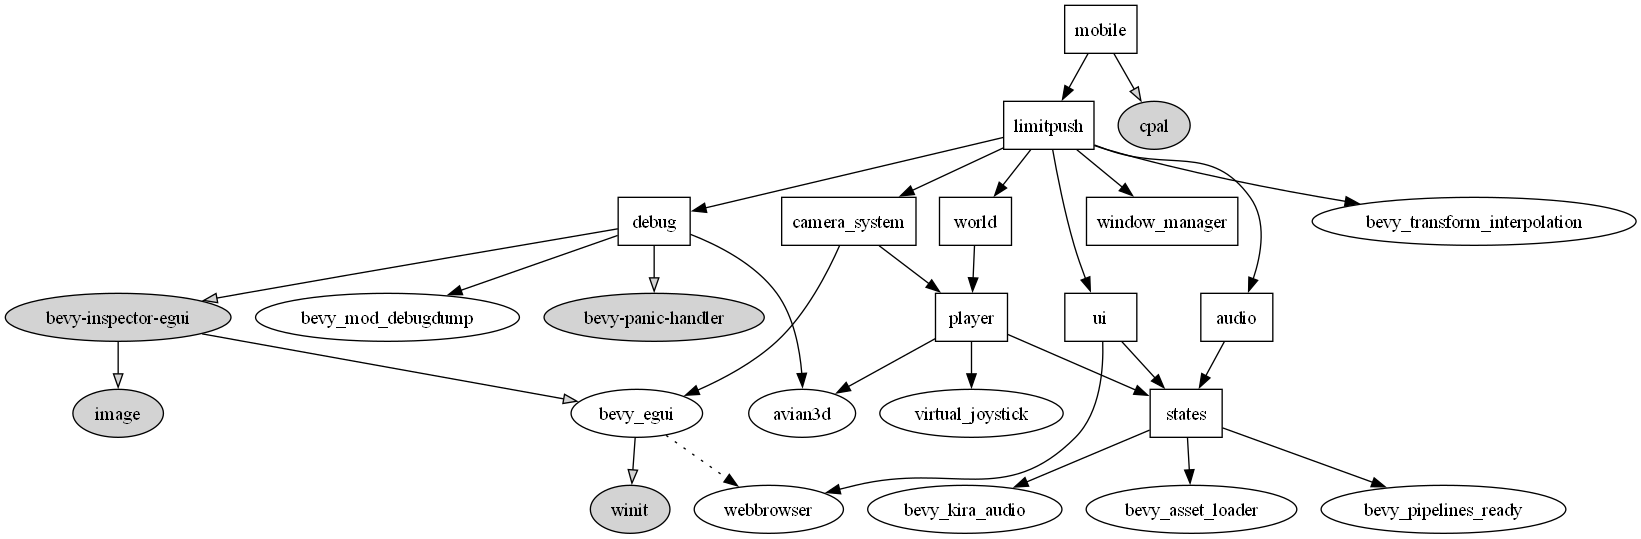 mobile
limitpush
cpal
debug
camera_system
world
window_manager
bevy_transform_interpolation
bevy-inspector-egui
bevy_mod_debugdump
bevy-panic-handler
player
ui
audio
image
bevy_egui
avian3d
virtual_joystick
states
winit
webbrowser
bevy_kira_audio
bevy_asset_loader
bevy_pipelines_ready